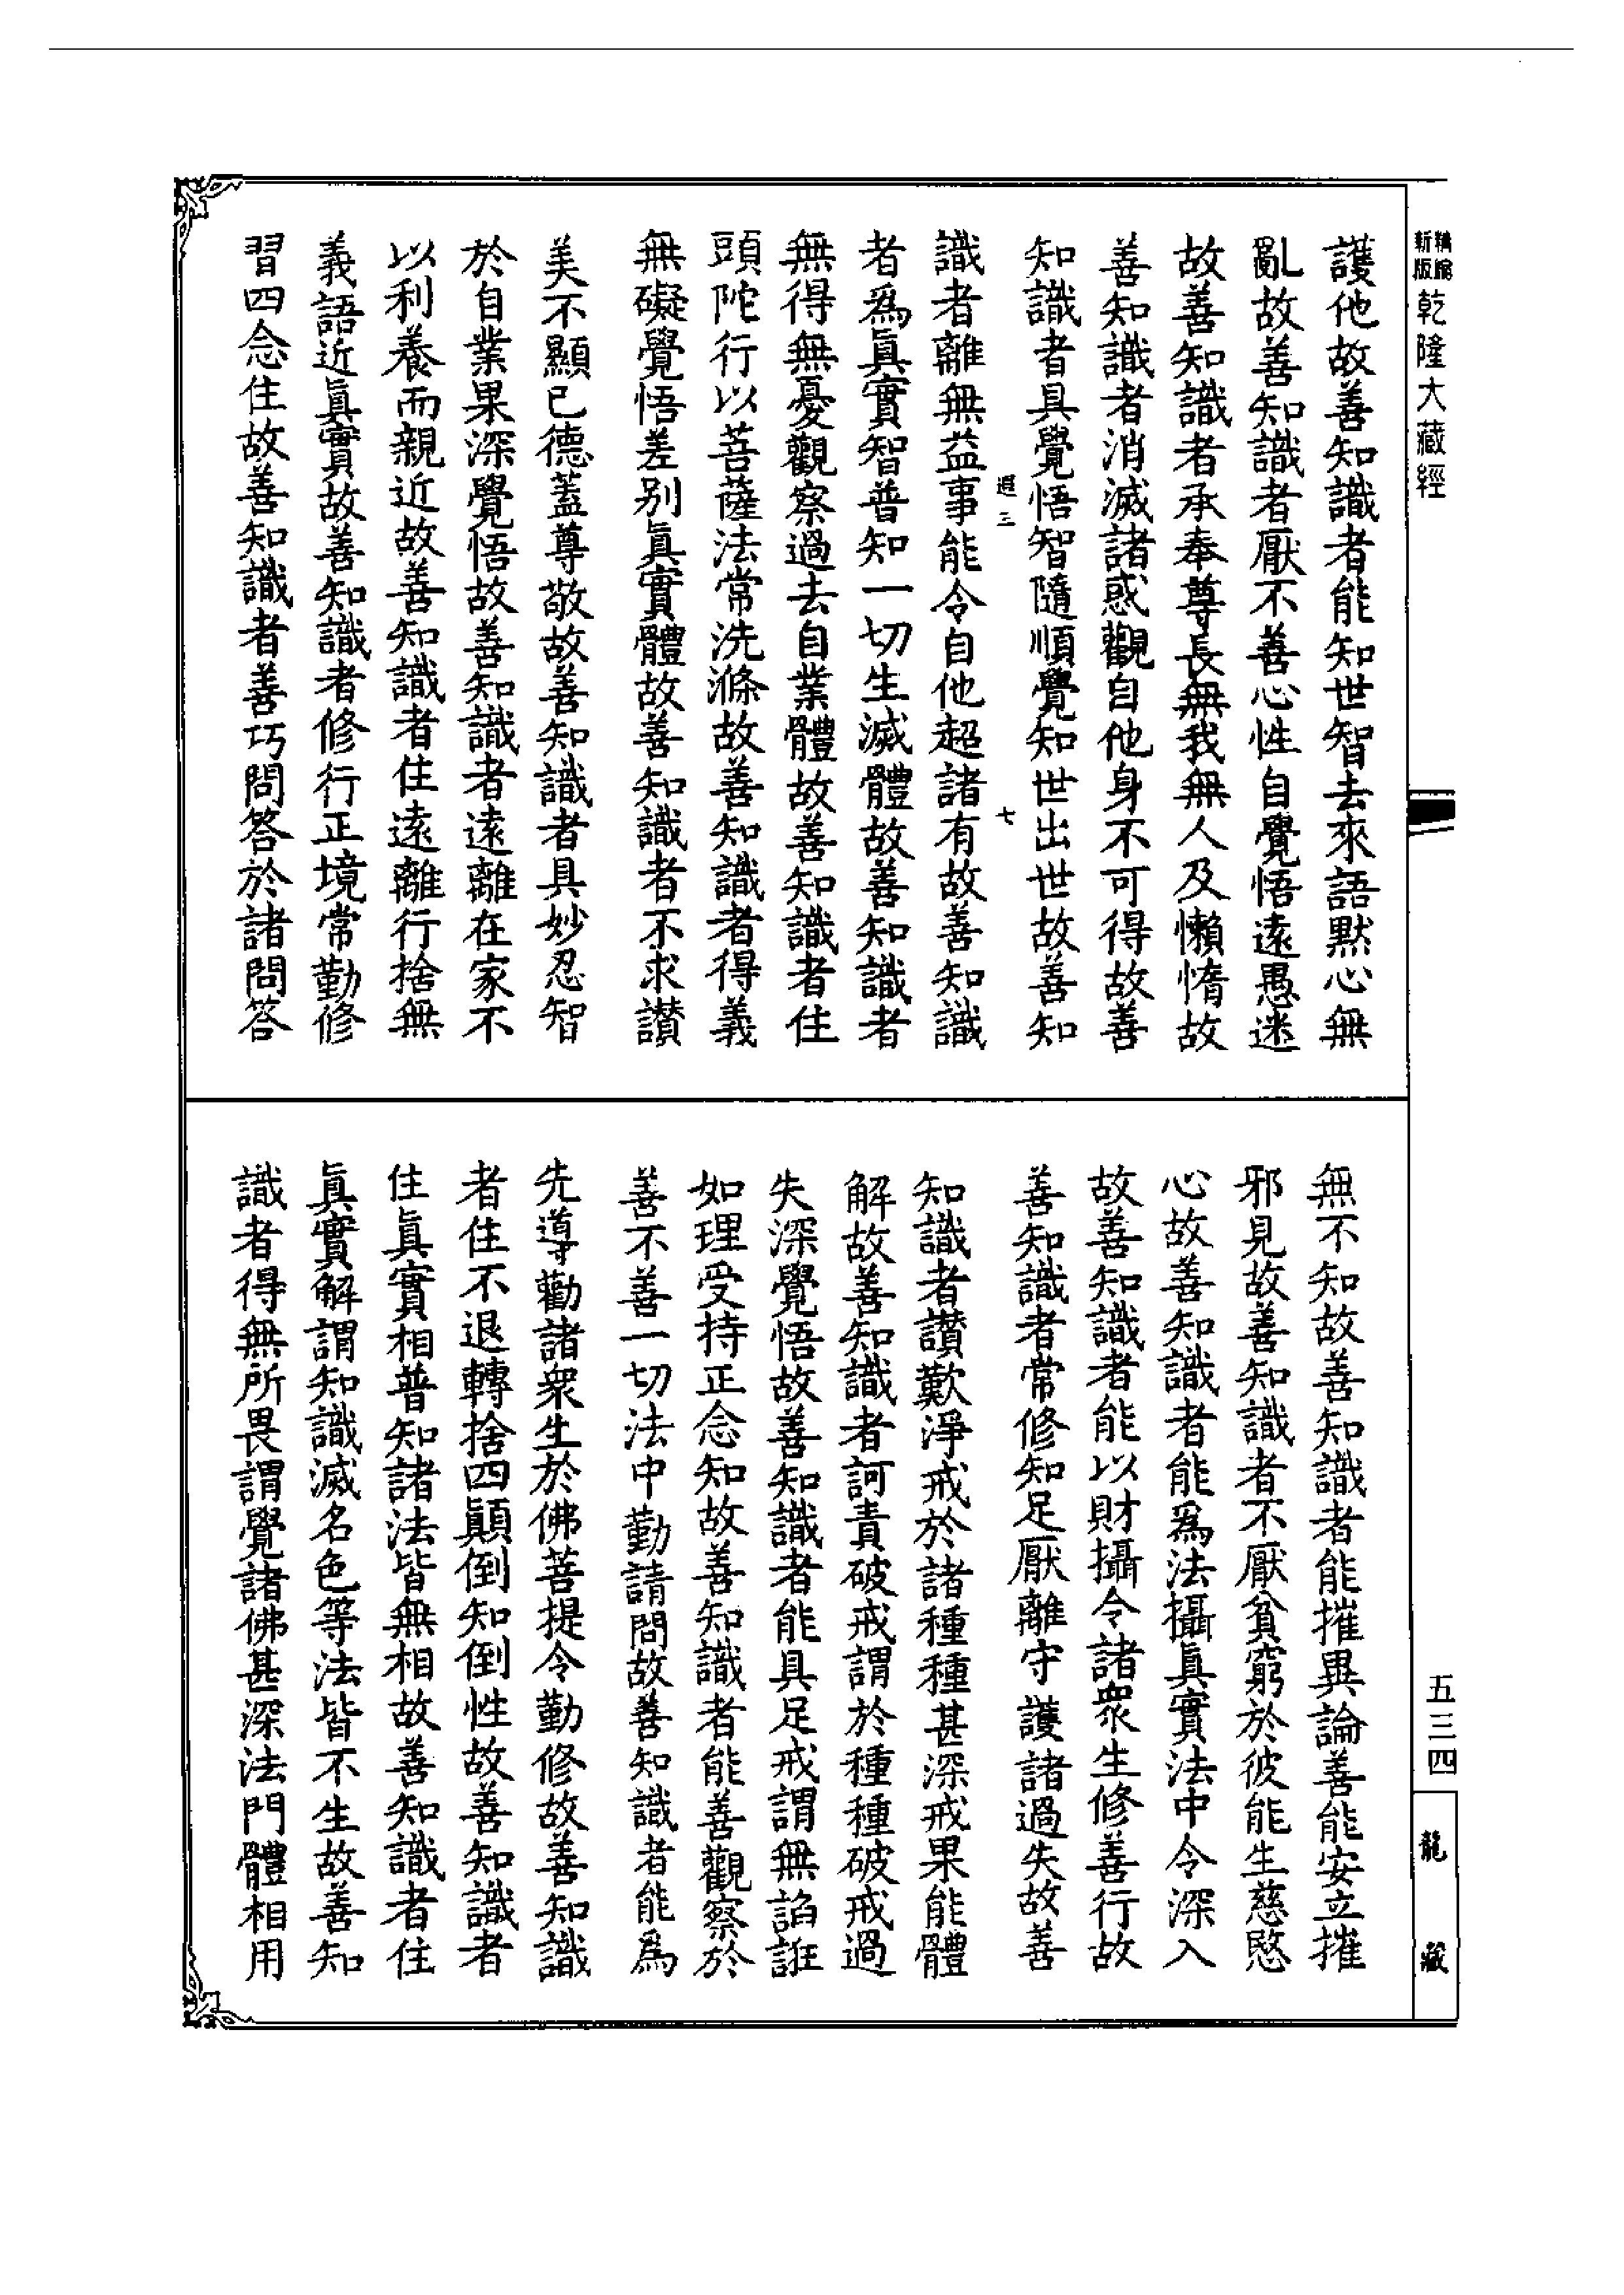 精縮
新版
乾隆大藏經
護他故善知識者能知世智去來語黙心無
亂故善知識者厭不善心性自覺悟遠愚迷
故善知識者承奉尊長無我無人及懶惰故
善知識者消滅諸惑觀自他身不可得故善
知識者具覺悟智隨順覺知世出世故善知
遐三
七
識者離無益事能令自他超諸有故善知識
者爲眞實智普知一切生滅體故善知識者
無得無憂觀察過去自業體故善知識者住
頭陀行以菩薩法常洗滌故善知識者得義
無礙覺悟差别眞實體故善知識者不求讃
美不顯已德蓋尊敬故善知識者具妙忍智
於自業果深覺悟故善知識者遠離在家不
以利養而親近故善知識者住遠離行捨無
義語近眞實故善知識者修行正境常勤修
習四念住故善知識者善巧問答於諸問答
無不知故善知識者能摧異論善能安立摧
邪見故善知識者不厭貧窮於彼能生慈愍
心故善知識者能爲法攝眞實法中令深入
故善知識者能以財攝令諸衆生修善行故
善知識者常修知足厭離守護諸過失故善
知識者讃歎淨戒於諸種種甚深戒果能體
解故善知識者訶責破戒謂於種種破戒過
失深覺悟故善知識者能具足戒謂無諂誑
如理受持正念知故善知識者能善觀察於
善不善一切法中勤請問故善知識者能爲
先導勸諸衆生於佛菩提令勤修故善知識
者住不退轉捨四顚倒知倒性故善知識者
住眞實相普知諸法皆無相故善知識者住
眞實解謂知識滅名色等法皆不生故善知
識者得無所畏謂覺諸佛甚深法門體相用
五三四
龍藏